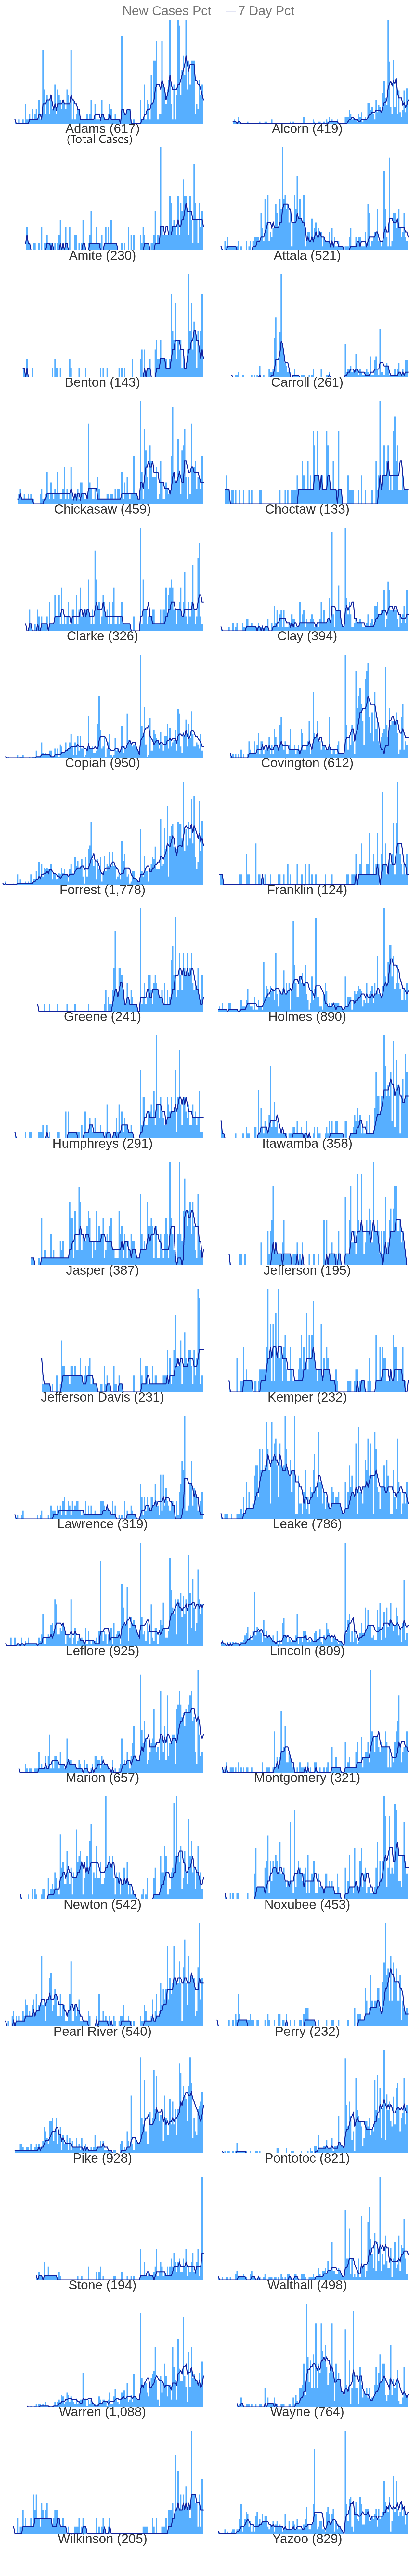 New Cases Pct 7 Day Pct
Adams (617) Alcorn (419)
(Total Cases)
Amite (230) Attala (521)
Benton (143) Carroll (261)
Chickasaw (459) Choctaw (133)
Clarke (326) Clay (394)
Copiah (950) Covington (612)
Forrest (1,778) Franklin (124)
Greene (241) Holmes (890)
Humphreys (291) Itawamba (358)
Jasper (387) Jefferson (195)
Jefferson Davis (231) Kemper (232)
Lawrence (319) Leake (786)
Leflore (925) Lincoln (809)
Marion (657) Montgomery (321)
Newton (542) Noxubee (453)
Pearl River (540) Perry (232)
Pike (928) Pontotoc (821)
Stone (194) Walthall (498)
Warren (1,088) Wayne (764)
Wilkinson (205) Yazoo (829)